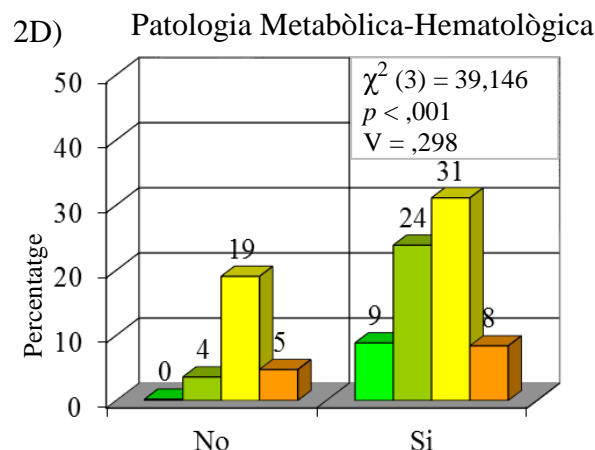 2D)
Patologia Metabòlica-Hematològica
χ² (3) = 39,146
p < ,001
V = ,298
Percentatge
50
40
30
20
10
0
0
4
19
5
9
24
31
8
No
Si